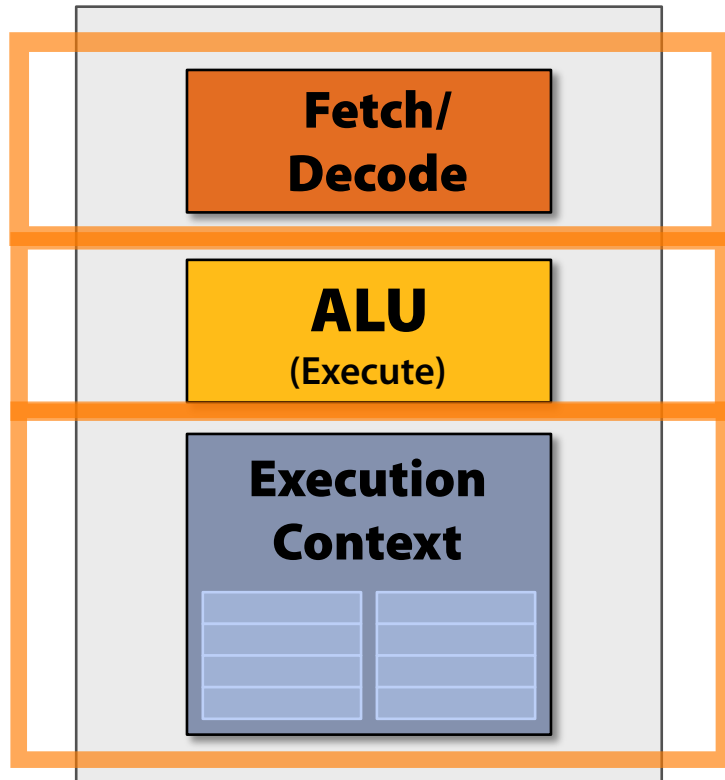 Fetch/
Decode
ALU
(Execute)
Execution
Context